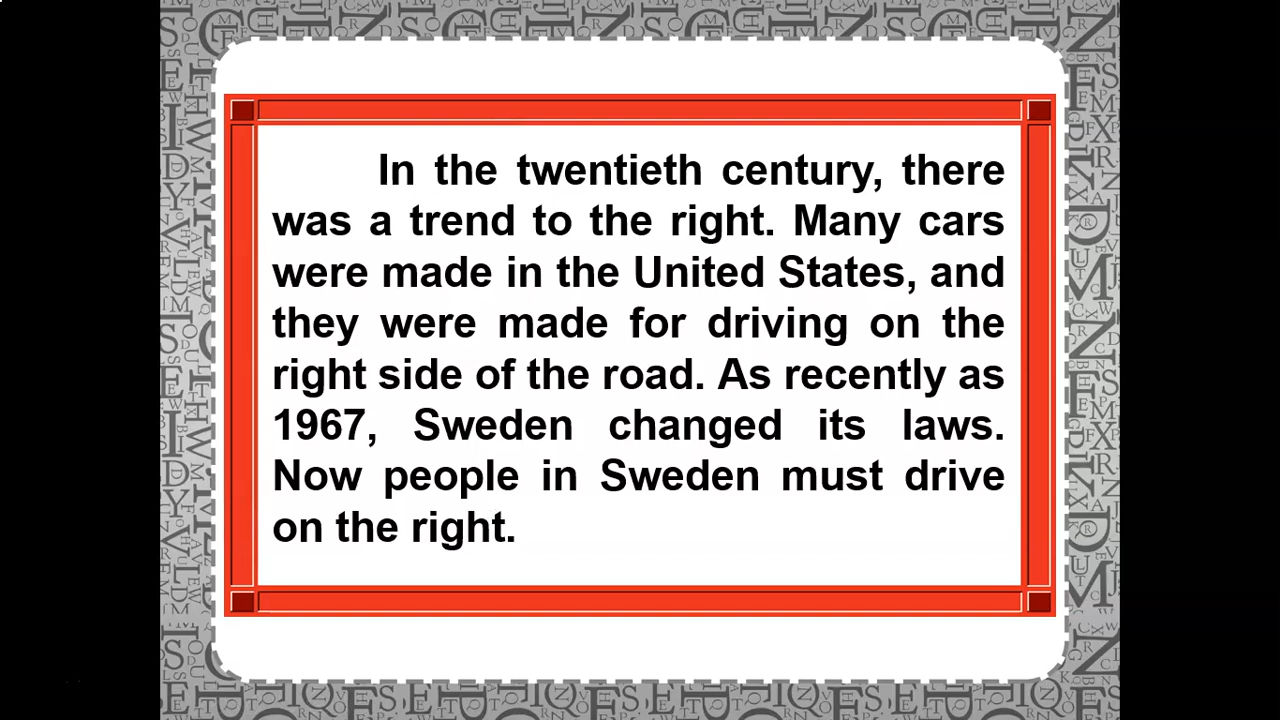 In the twentieth century, there
was a trend to the right. Many cars
were made in the United States, and
they were made for driving on the
right side of the road. As recently as
1967, Sweden changed its laws.
Now people in Sweden must drive
on the right.